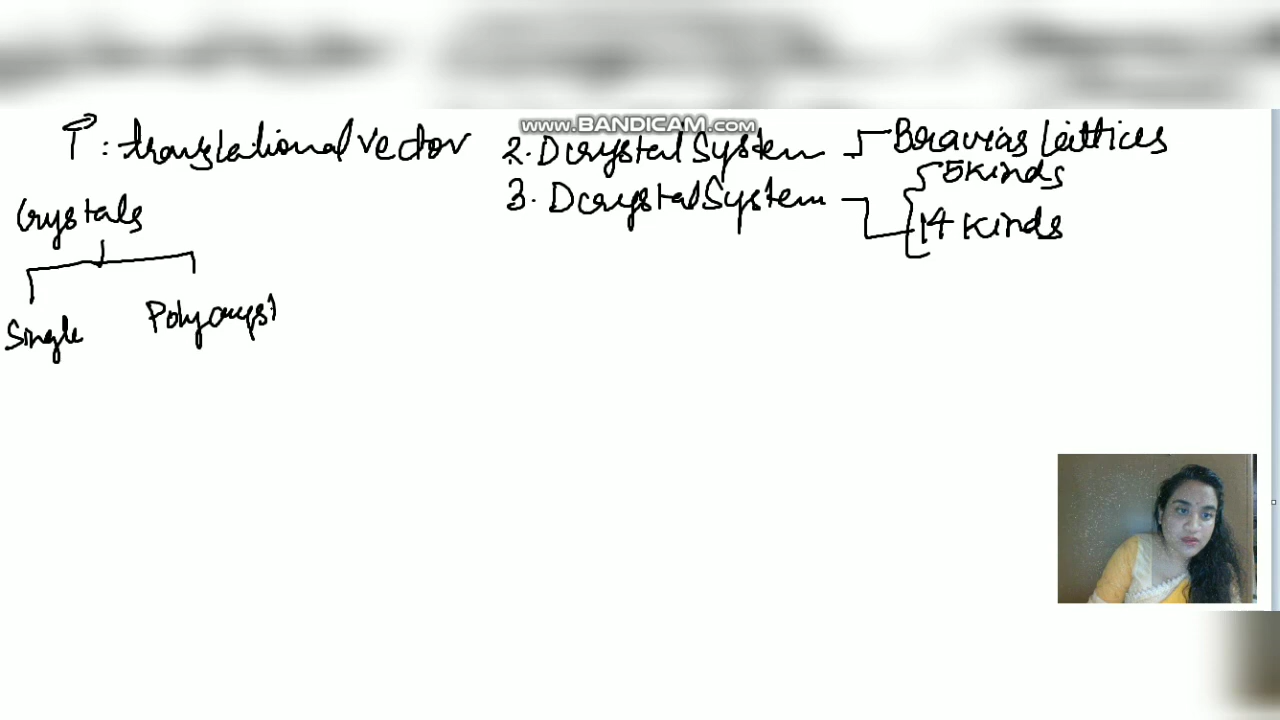 www.BANDICAM.com
T⃗ : translational vector
2. D crystal System
Bravias lattices
5 kinds
3. D crystal System
14 kinds
Crystals
Single
Polycryst